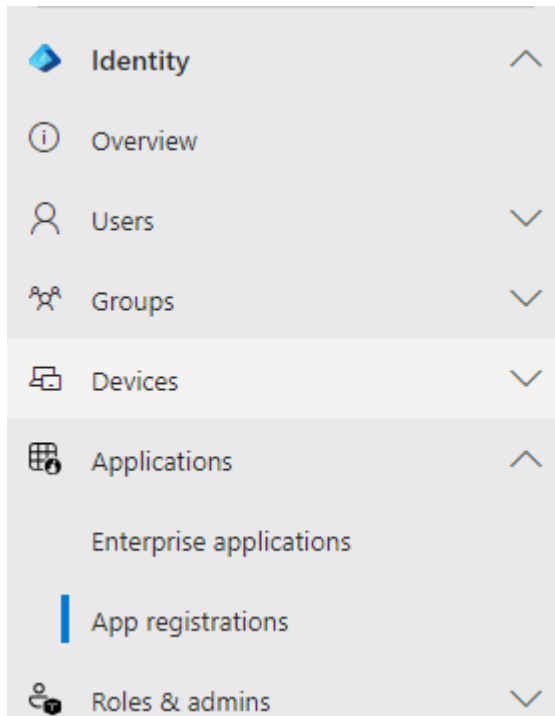 Identity
Overview
Users
Groups
Devices
Applications
Enterprise applications
App registrations
Roles & admins